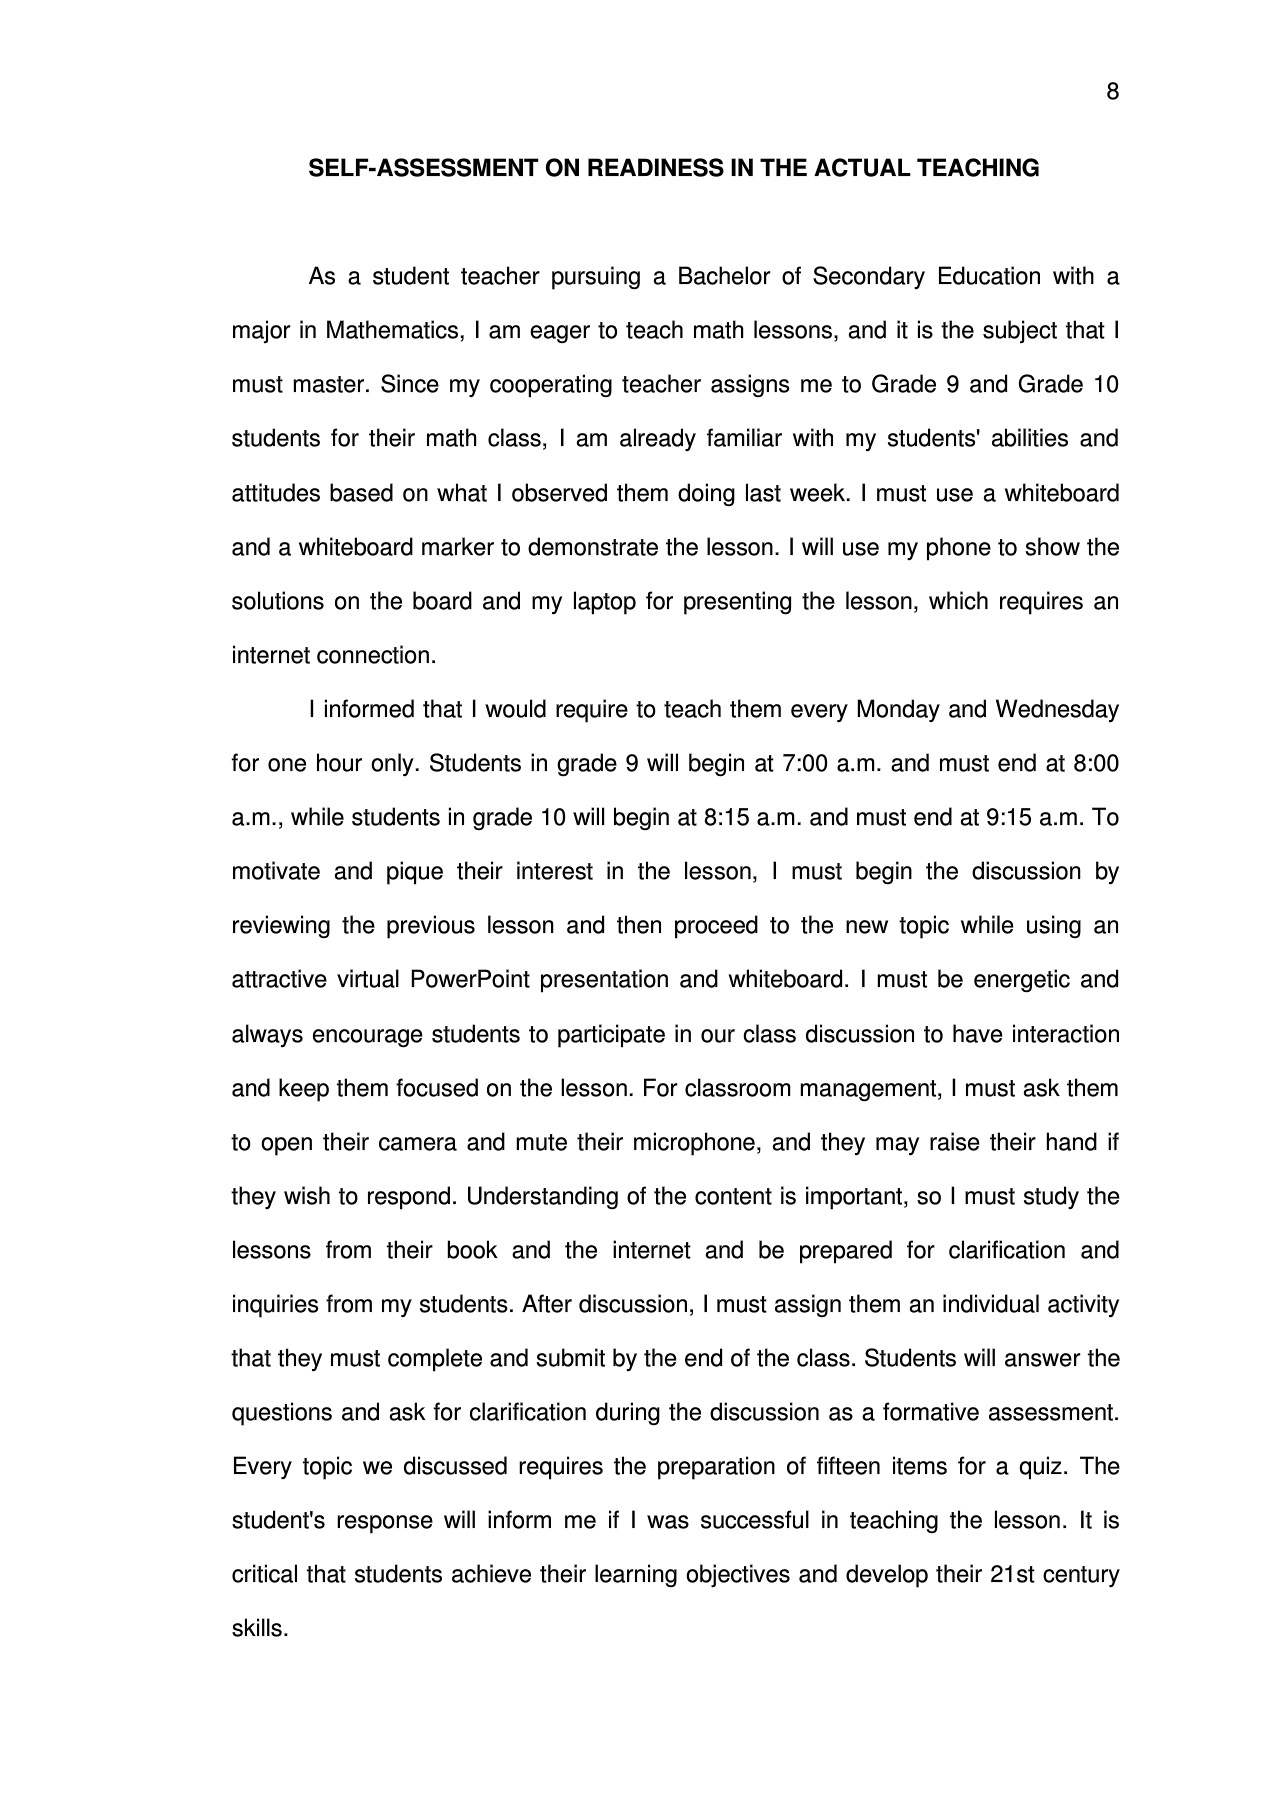 8
SELF-ASSESSMENT ON READINESS IN THE ACTUAL TEACHING
As a student teacher pursuing a Bachelor of Secondary Education with a
major in Mathematics, I am eager to teach math lessons, and it is the subject that I
must master. Since my cooperating teacher assigns me to Grade 9 and Grade 10
students for their math class, I am already familiar with my students' abilities and
attitudes based on what I observed them doing last week. I must use a whiteboard
and a whiteboard marker to demonstrate the lesson. I will use my phone to show the
solutions on the board and my laptop for presenting the lesson, which requires an
internet connection.
I informed that I would require to teach them every Monday and Wednesday
for one hour only. Students in grade 9 will begin at 7:00 a.m. and must end at 8:00
a.m., while students in grade 10 will begin at 8:15 a.m. and must end at 9:15 a.m. To
motivate and pique their interest in the lesson, I must begin the discussion by
reviewing the previous lesson and then proceed to the new topic while using an
attractive virtual PowerPoint presentation and whiteboard. I must be energetic and
always encourage students to participate in our class discussion to have interaction
and keep them focused on the lesson. For classroom management, I must ask them
to open their camera and mute their microphone, and they may raise their hand if
they wish to respond. Understanding of the content is important, so I must study the
lessons from their book and the internet and be prepared for clarification and
inquiries from my students. After discussion, I must assign them an individual activity
that they must complete and submit by the end of the class. Students will answer the
questions and ask for clarification during the discussion as a formative assessment.
Every topic we discussed requires the preparation of fifteen items for a quiz. The
student's response will inform me if I was successful in teaching the lesson. It is
critical that students achieve their learning objectives and develop their 21st century
skills.